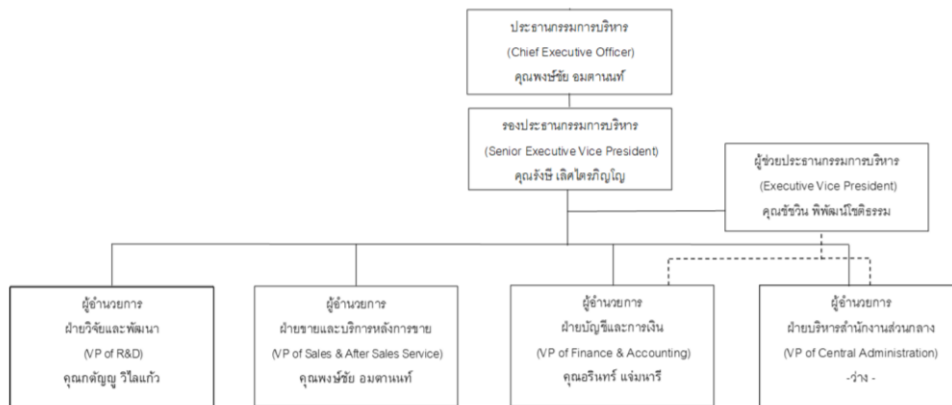 ประธานกรรมการบริหาร
(Chief Executive Officer)
คุณพงษ์ชัย อมตานนท์
รองประธานกรรมการบริหาร
(Senior Executive Vice President)
คุณรังษี เลิศไตรภิญโญ
ผู้ช่วยประธานกรรมการบริหาร
(Executive Vice President)
คุณชัชวิน พิพัฒน์โชติธรรม
ผู้อำนวยการ
ฝ่ายวิจัยและพัฒนา
(VP of R&D)
คุณกตัญญู วิไลแก้ว
ผู้อำนวยการ
ฝ่ายขายและบริการหลังการขาย
(VP of Sales & After Sales Service)
คุณพงษ์ชัย อมตานนท์
ผู้อำนวยการ
ฝ่ายบัญชีและการเงิน
(VP of Finance & Accounting)
คุณอรินทร์ แจ่มนารี
ผู้อำนวยการ
ฝ่ายบริหารสำนักงานส่วนกลาง
(VP of Central Administration)
-ว่าง -